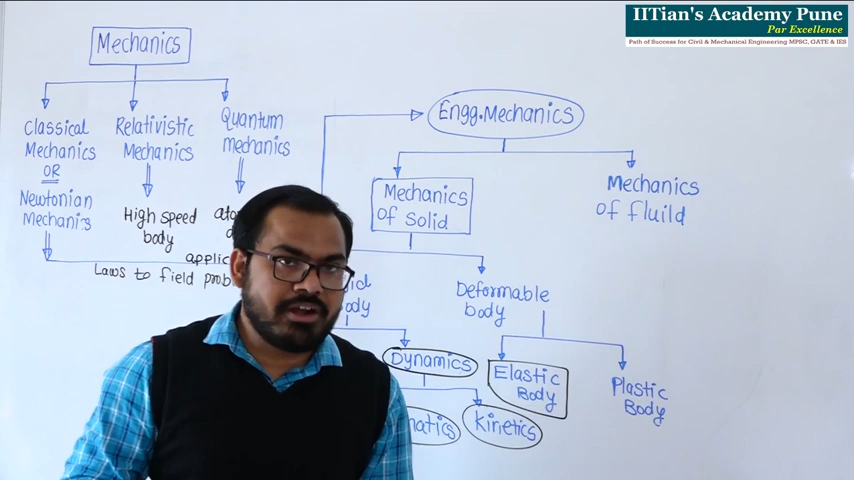 IITian's Academy Pune
Par Excellence
Path of Success for Civil & Mechanical Engineering MPSC, GATE & IES
Mechanics
Classical
Mechanics
OR
Newtonian
Mechanics
Relativistic
Mechanics
High speed
body
Quantum
mechanics
Laws to field
Engg.Mechanics
Mechanics
of Solid
Mechanics
of fluild
Deformable
body
Dynamics
Kinetics
Elastic
Body
Plastic
Body